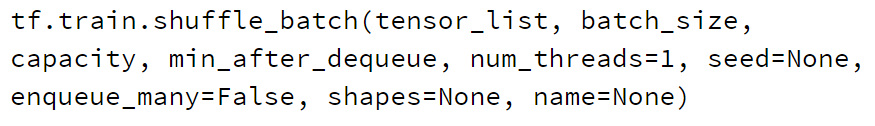 tf.train.shuffle_batch(tensor_list, batch_size,
capacity, min_after_dequeue, num_threads=1, seed=None,
enqueue_many=False, shapes=None, name=None)